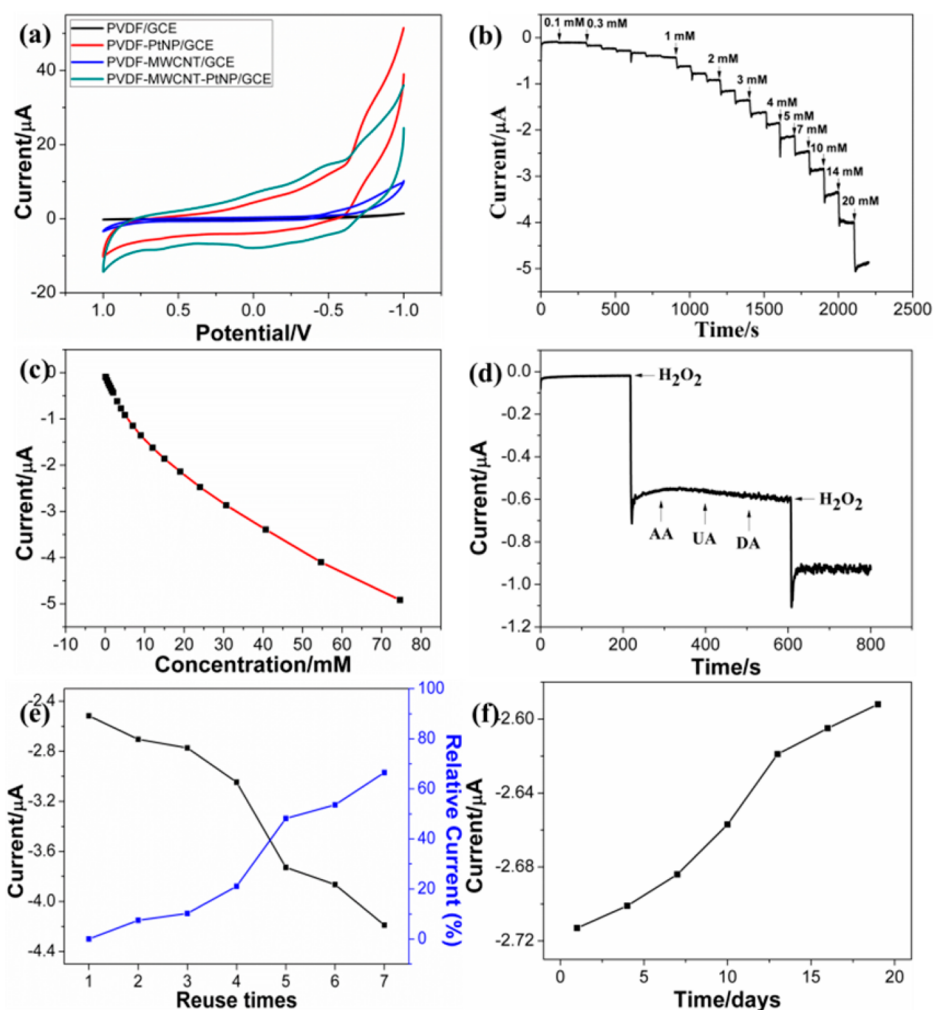 (a)
PVDF/GCE
PVDF-PtNP/GCE
PVDF-MWCNT/GCE
PVDF-MWCNT-PtNP/GCE
Current/μA
40
20
0
-20
1.0 0.5 0.0 -0.5 -1.0
Potential/V
(b)
0.1 mM 0.3 mM
1 mM
2 mM
3 mM
4 mM
5 mM
7 mM
10 mM
14 mM
20 mM
Current/μA
0
-1
-2
-3
-4
-5
0 500 1000 1500 2000 2500
Time/s
(c)
Current/μA
0
-1
-2
-3
-4
-5
-10 0 10 20 30 40 50 60 70 80
Concentration/mM
(d)
H2O2
AA UA DA
H2O2
Current/μA
0.0
-0.2
-0.4
-0.6
-0.8
-1.0
-1.2
0 200 400 600 800
Time/s
(e)
Current/μA
-2.4
-2.8
-3.2
-3.6
-4.0
-4.4
1 2 3 4 5 6 7
Reuse times
100
80
60
40
20
0
Relative Current (%)
(f)
Current/μA
-2.60
-2.64
-2.68
-2.72
0 5 10 15 20
Time/days